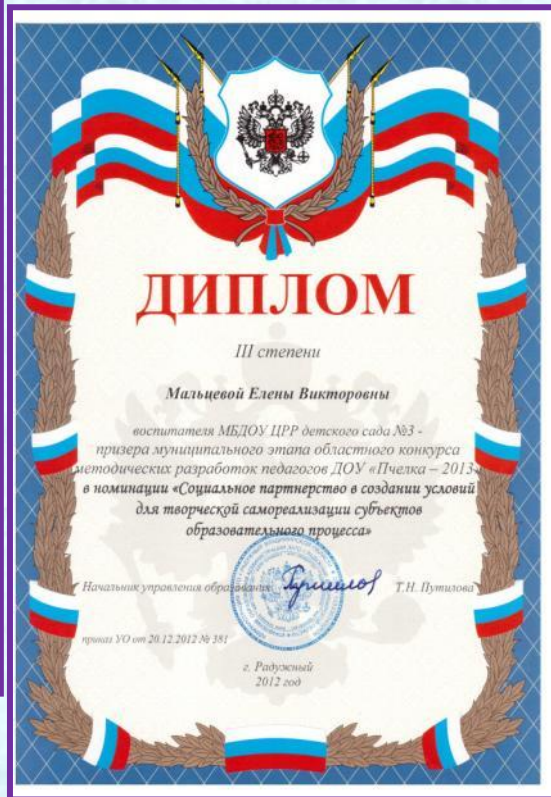 ДИПЛОМ
III степени
Мальцевой Елены Викторовны
воспитателя МБДОУ ЦРР детского сада №3 -
призера муниципального этапа областного конкурса
методических разработок педагогов ДОУ «Пчелка – 2013»
в номинации «Социальное партнерство в создании условий
для творческой самореализации субъектов
образовательного процесса»
Начальник управления образования Т.Н. Путилова
приказ УО от 20.12.2012 № 381
г. Радужный
2012 год